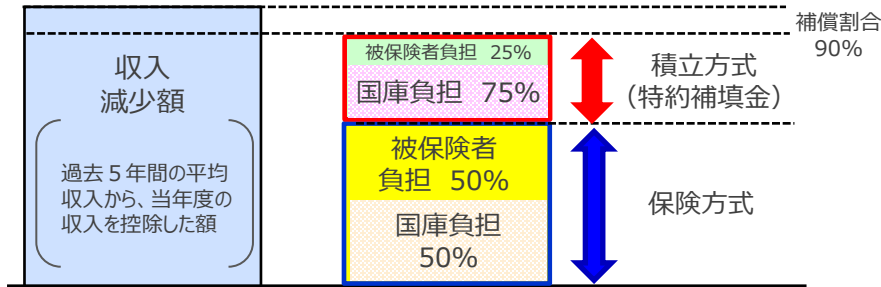 収入
減少額
過去５年間の平均
収入から、当年度の
収入を控除した額
被保険者負担 25%
国庫負担 75%
被保険者
負担 50%
国庫負担
50%
積立方式
（特約補填金）
保険方式
補償割合
90%